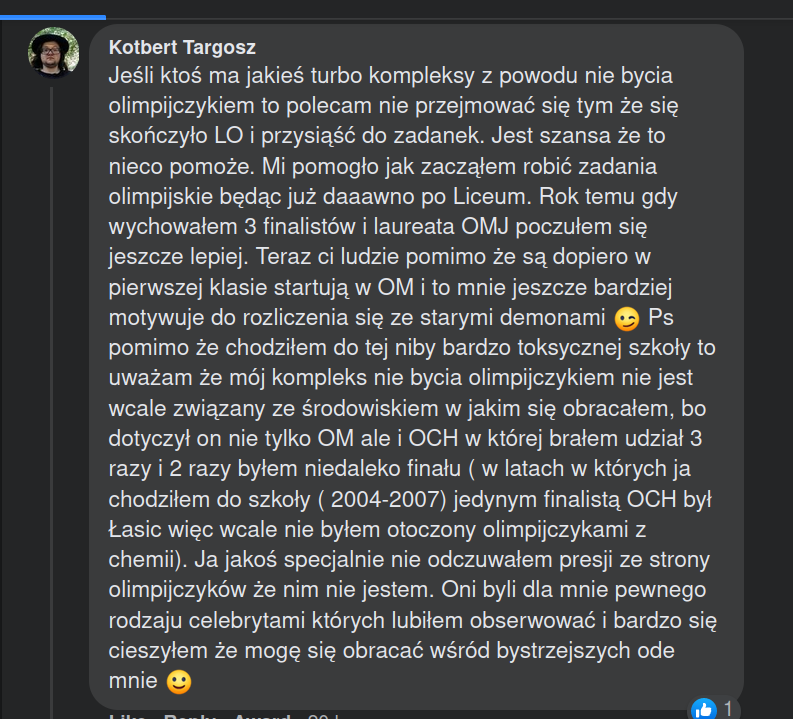 Kotbert Targosz
Jeśli ktoś ma jakieś turbo kompleksy z powodu nie bycia
olimpijczykiem to polecam nie przejmować się tym że się
skończyło LO i przysiąść do zadanek. Jest szansa że to
nieco pomoże. Mi pomogło jak zacząłem robić zadania
olimpijskie będąc już daaawno po Liceum. Rok temu gdy
wychowałem 3 finalistów i laureata OMJ poczułem się
jeszcze lepiej. Teraz ci ludzie pomimo że są dopiero w
pierwszej klasie startują w OM i to mnie jeszcze bardziej
motywuje do rozliczenia się ze starymi demonami 😉 Ps
pomimo że chodziłem do tej niby bardzo toksycznej szkoły to
uważam że mój kompleks nie bycia olimpijczykiem nie jest
wcale związany ze środowiskiem w jakim się obracałem, bo
dotyczył on nie tylko OM ale i OCH w której brałem udział 3
razy i 2 razy byłem niedaleko finału ( w latach w których ja
chodziłem do szkoły ( 2004-2007) jedynym finalistą OCH był
Łasic więc wcale nie byłem otoczony olimpijczykami z
chemii). Ja jakoś specjalnie nie odczuwałem presji ze strony
olimpijczyków że nim nie jestem. Oni byli dla mnie pewnego
rodzaju celebrytami których lubiłem obserwować i bardzo się
cieszyłem że mogę się obracać wśród bystrzejszych ode
mnie 🙂
1